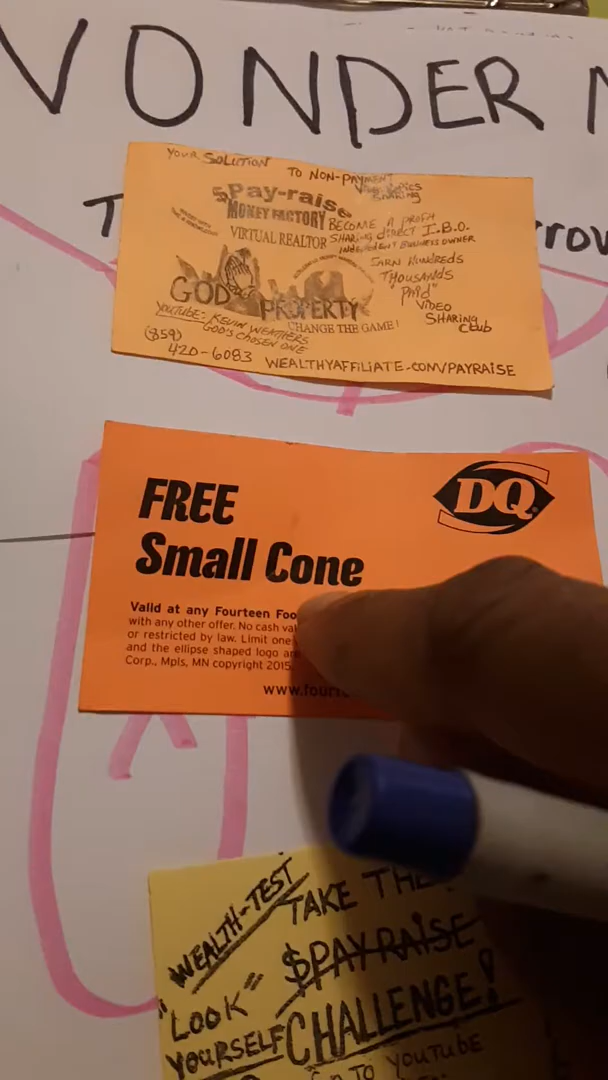 VONDER
YOUR SOLUTION TO NON-PAYMENT
$Pay-raise
MONEY FACTORY
VIRTUAL REALTOR
BECOME A PROFIT
SHARING direct I.B.O.
INDEPENDENT BUSINESS OWNER
EARN HUNDREDS
THOUSANDS
"Paid"
VIDEO
SHARING
Club
GOD PROPERTY
CHANGE THE GAME!
YOUTUBE: KEVIN WEATHERS
GOD'S CHOSEN ONE
(859)
420-6083 WEALTHYAFFILIATE.COM/PAYRAISE
FREE
Small Cone
DQ
Valid at any Fourteen Foo
with any other offer. No cash val
or restricted by law. Limit one
and the ellipse shaped logo ar
Corp., Mpls, MN copyright 2015
www.fourte
WEALTH-TEST
"LOOK"
YOURSELF
TAKE THE
$PAYRAISE
CHALLENGE!
GO TO YOUTUBE